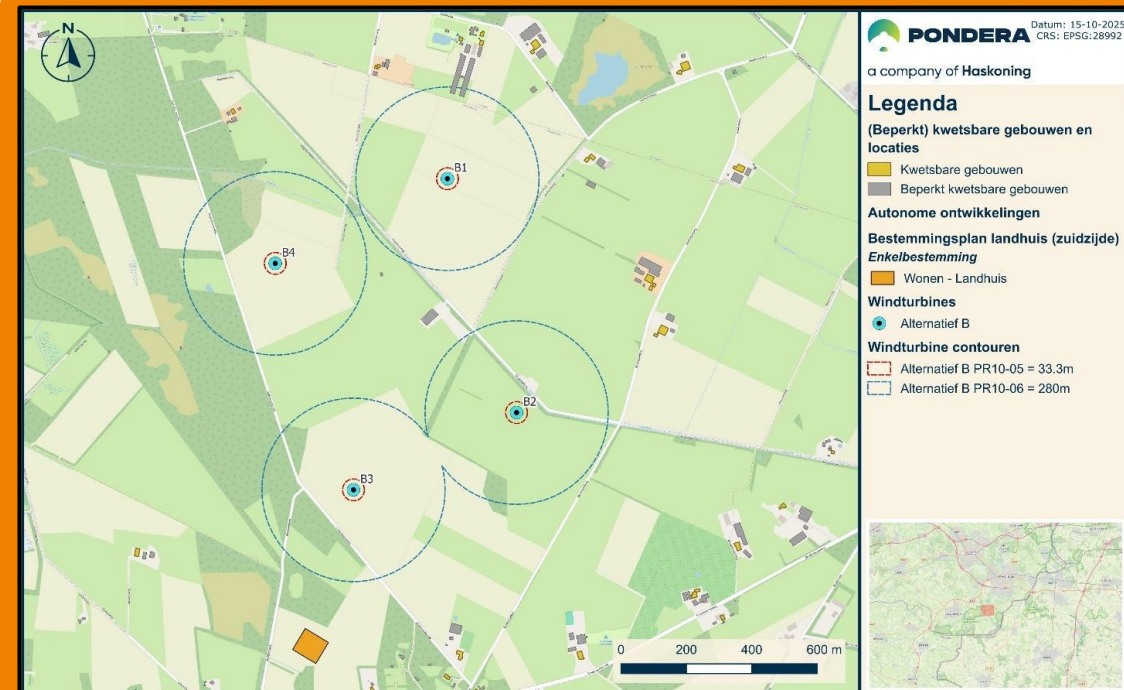 N
B1
B4
B2
B3
0 200 400 600 m
PONDERA
Datum: 15-10-2025
CRS: EPSG:28992
a company of Haskoning
Legenda
(Beperkt) kwetsbare gebouwen en
locaties
Kwetsbare gebouwen
Beperkt kwetsbare gebouwen
Autonome ontwikkelingen
Bestemmingsplan landhuis (zuidzijde)
Enkelbestemming
Wonen - Landhuis
Windturbines
Alternatief B
Windturbine contouren
Alternatief B PR10-05 = 33.3m
Alternatief B PR10-06 = 280m